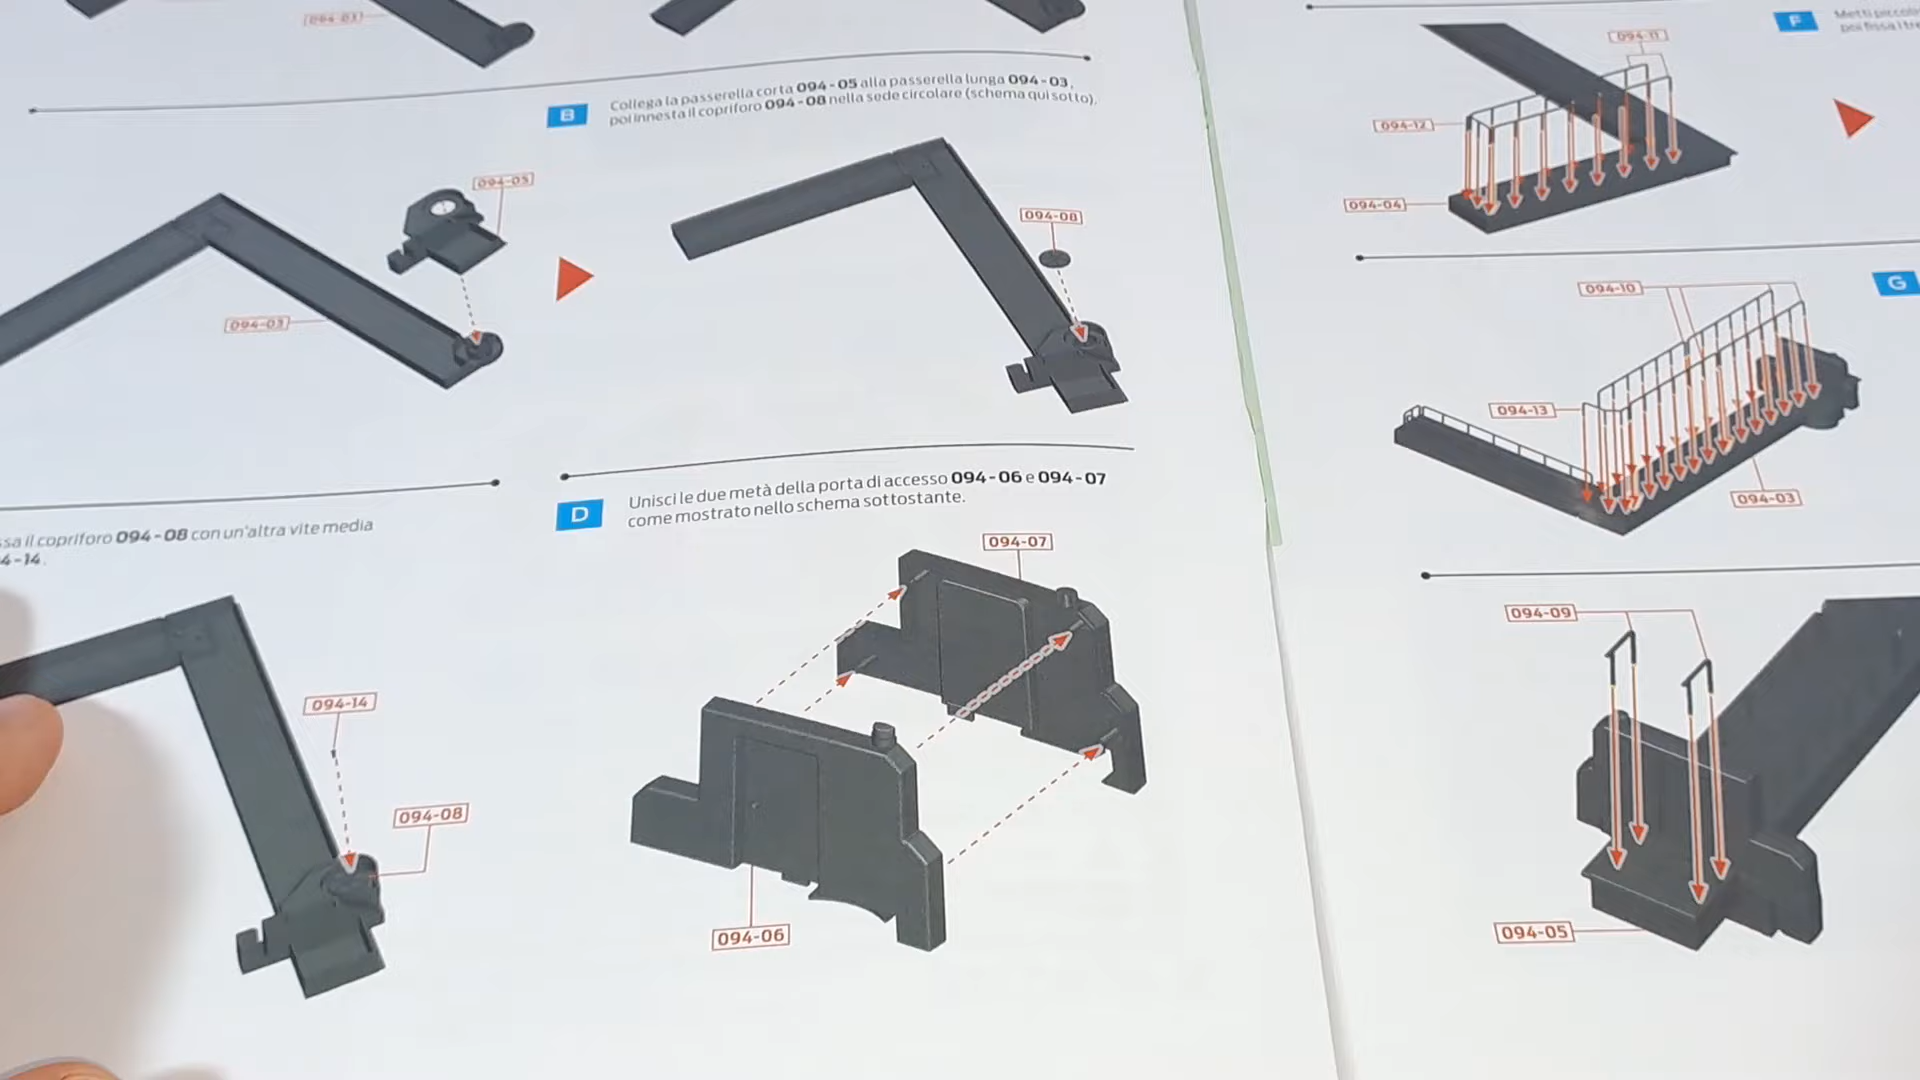 094-03
B
Collega la passerella corta 094-05 alla passerella lunga 094-03,
poi innesta il copriforo 094-08 nella sede circolare (schema qui sotto).
094-05
094-03
094-08
il copriforo 094-08 con un'altra vite media
4-14.
094-14
094-08
D
Unisci le due metà della porta di accesso 094-06 e 094-07
come mostrato nello schema sottostante.
094-07
094-06
F
Metti
poi fissa i
094-11
094-12
094-04
G
094-10
094-13
094-03
094-09
094-05